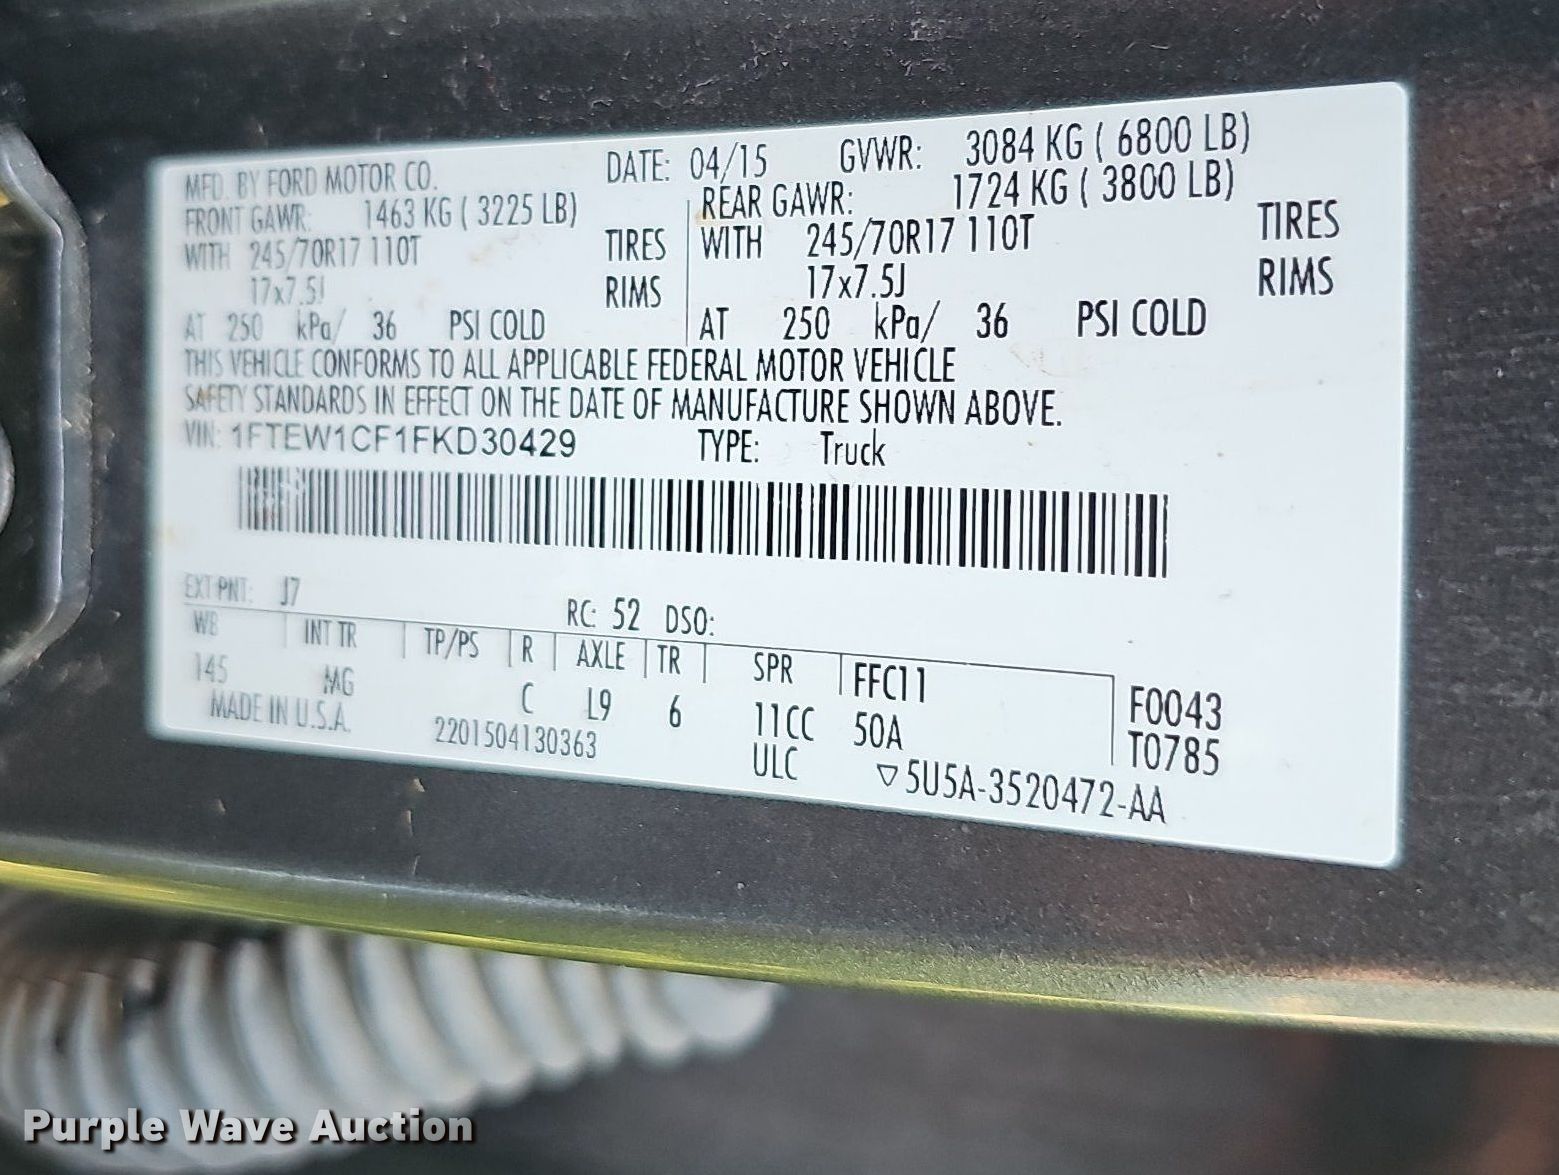 MFD. BY FORD MOTOR CO. DATE: 04/15 GVWR: 3084 KG ( 6800 LB)
FRONT GAWR: 1463 KG ( 3225 LB) REAR GAWR: 1724 KG ( 3800 LB)
WITH 245/70R17 110T TIRES WITH 245/70R17 110T TIRES
17x7.5J RIMS 17x7.5J RIMS
AT 250 kPa/ 36 PSI COLD AT 250 kPa/ 36 PSI COLD
THIS VEHICLE CONFORMS TO ALL APPLICABLE FEDERAL MOTOR VEHICLE
SAFETY STANDARDS IN EFFECT ON THE DATE OF MANUFACTURE SHOWN ABOVE.
VIN: 1FTEW1CF1FKD30429 TYPE: Truck
EXT PNT: J7 RC: 52 DSO:
WB INT TR TP/PS R AXLE TR SPR FFC11 F0043
145 MG C L9 6 11CC 50A T0785
MADE IN U.S.A. 2201504130363 ULC ▽5U5A-3520472-AA
Purple Wave Auction